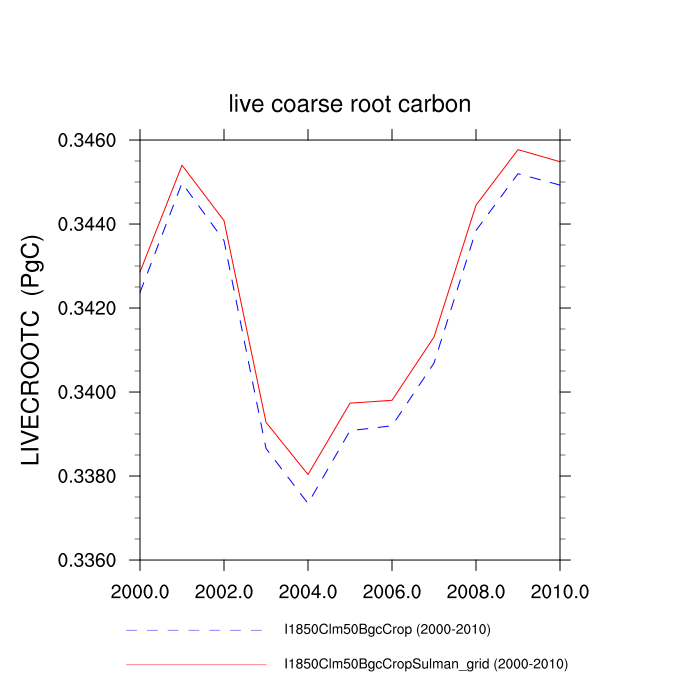 live coarse root carbon
LIVECROOTC (PgC)
0.3460
0.3440
0.3420
0.3400
0.3380
0.3360
2000.0 2002.0 2004.0 2006.0 2008.0 2010.0
I1850Clm50BgcCrop (2000-2010)
I1850Clm50BgcCropSulman_grid (2000-2010)